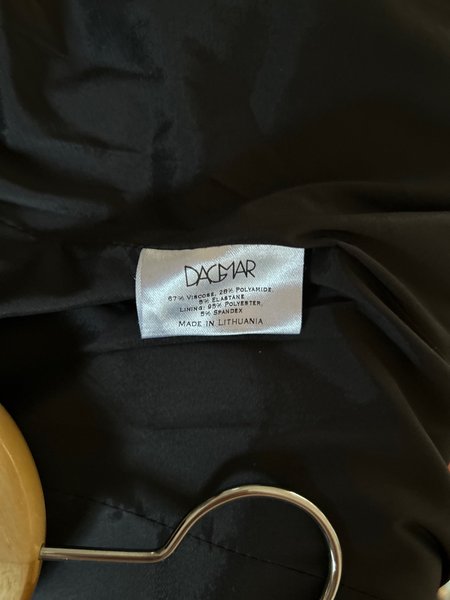 DAGMAR
67% VISCOSE, 28% POLYAMIDE
5% ELASTANE
LINING: 95% POLYESTER,
5% SPANDEX
MADE IN LITHUANIA